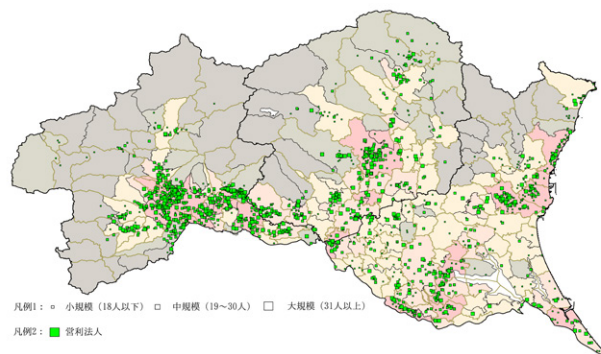 凡例1： 小規模（18人以下） 中規模（19～30人） 大規模（31人以上）
凡例2： 営利法人